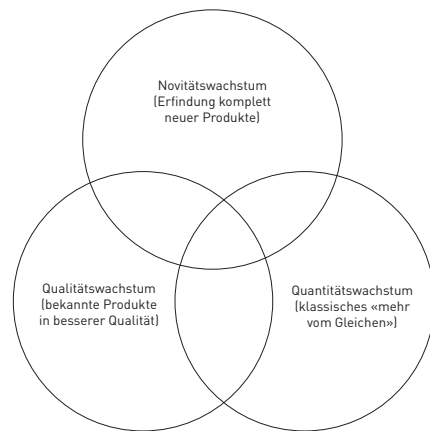 Novitätswachstum
(Erfindung komplett
neuer Produkte)
Qualitätswachstum
(bekannte Produkte
in besserer Qualität)
Quantitätswachstum
(klassisches «mehr
vom Gleichen»)